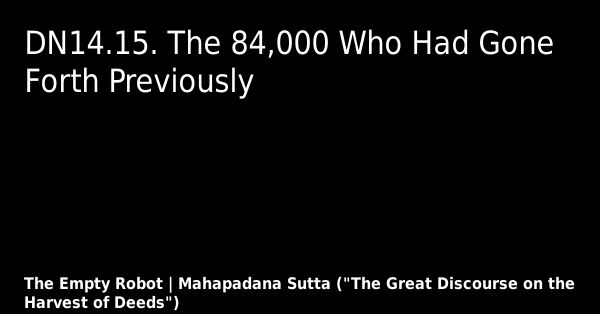 DN14.15. The 84,000 Who Had Gone
Forth Previously
The Empty Robot | Mahapadana Sutta ("The Great Discourse on the
Harvest of Deeds")